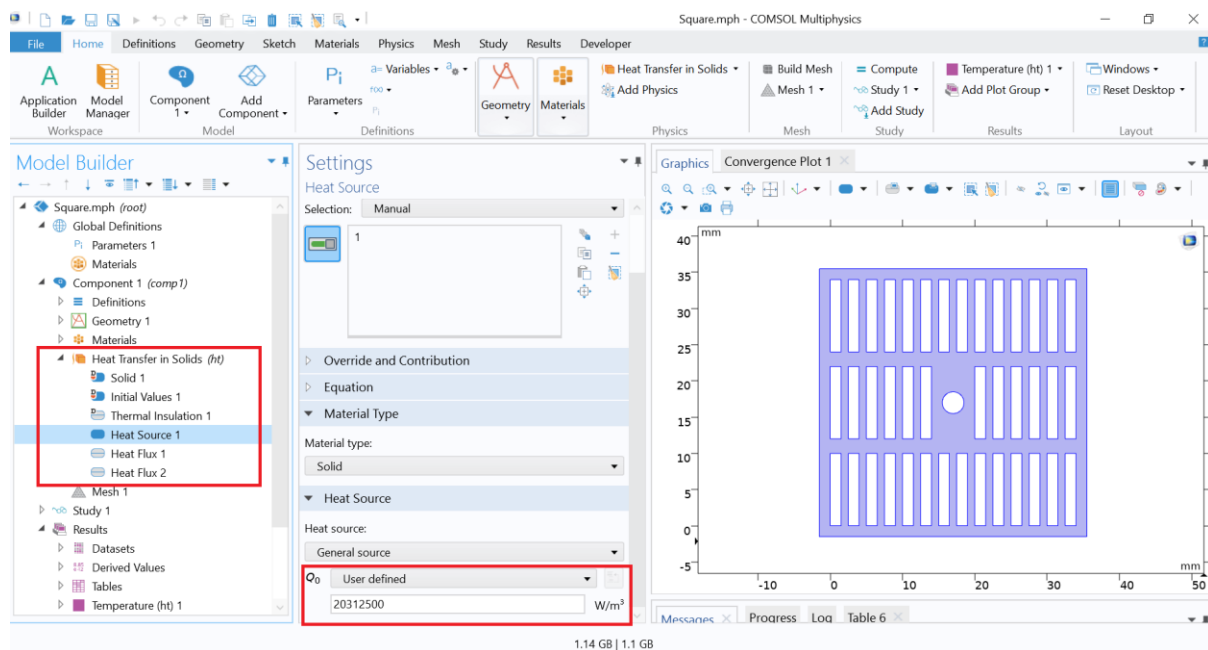 Square.mph - COMSOL Multiphysics
File Home Definitions Geometry Sketch Materials Physics Mesh Study Results Developer
Application Builder
Model Manager
Workspace
Component 1
Add Component
Model
Pi Parameters
a= Variables
Pi
Definitions
Geometry
Materials
Heat Transfer in Solids
Add Physics
Physics
Build Mesh
Mesh 1
Mesh
= Compute
Study 1
Add Study
Study
Temperature (ht) 1
Add Plot Group
Results
Windows
Reset Desktop
Layout
Model Builder
Square.mph (root)
Global Definitions
Pi Parameters 1
Materials
Component 1 (comp1)
Definitions
Geometry 1
Materials
Heat Transfer in Solids (ht)
Solid 1
Initial Values 1
Thermal Insulation 1
Heat Source 1
Heat Flux 1
Heat Flux 2
Mesh 1
Study 1
Results
Datasets
Derived Values
Tables
Temperature (ht) 1
Settings
Heat Source
Selection: Manual
1
Override and Contribution
Equation
Material Type
Material type:
Solid
Heat Source
Heat source:
General source
Q₀ User defined
20312500 W/m³
Graphics Convergence Plot 1
mm
40
35
30
25
20
15
10
5
0
-5
-10 0 10 20 30 40 50
mm
Messages Progress Log Table 6
1.14 GB | 1.1 GB